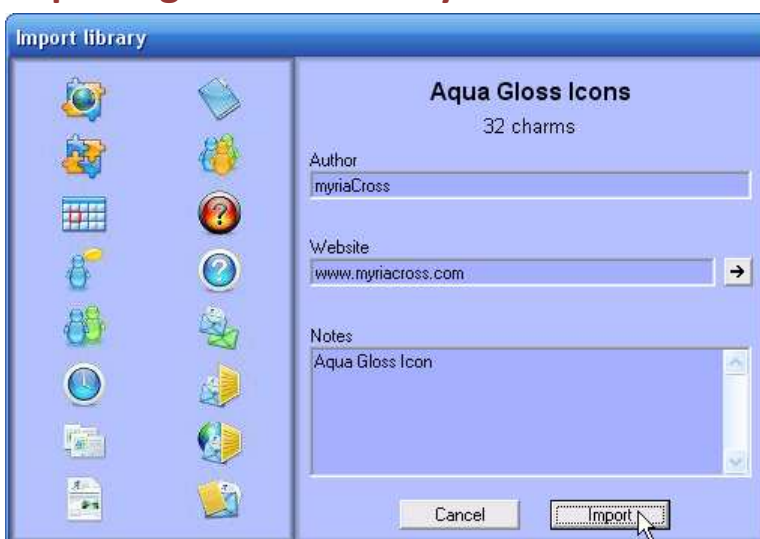 Import library
Aqua Gloss Icons
32 charms
Author
myriaCross
Website
www.myriacross.com
Notes
Aqua Gloss Icon
Cancel
Import